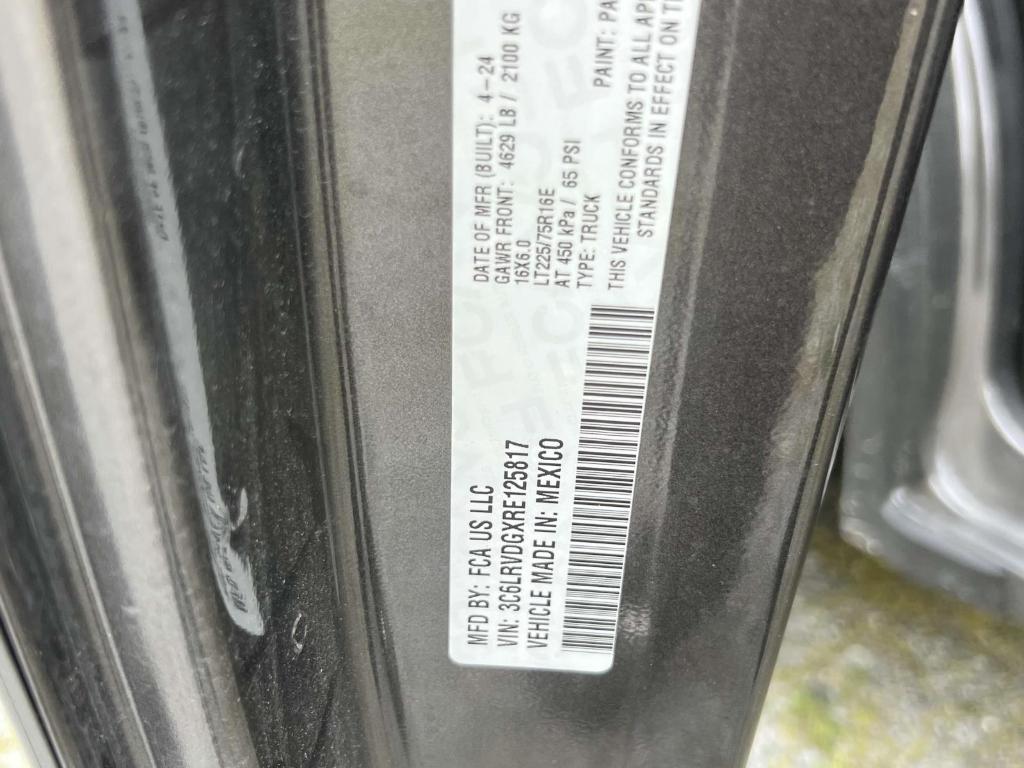 MFD BY: FCA US LLC
VIN: 3C6LRVDGXRE125817
VEHICLE MADE IN: MEXICO
DATE OF MFR (BUILT): 4-24
GAWR FRONT: 4629 LB / 2100 KG
16X6.0
LT225/75R16E
AT 450 kPa / 65 PSI
TYPE: TRUCK
PAINT: PA
THIS VEHICLE CONFORMS TO ALL APP
STANDARDS IN EFFECT ON